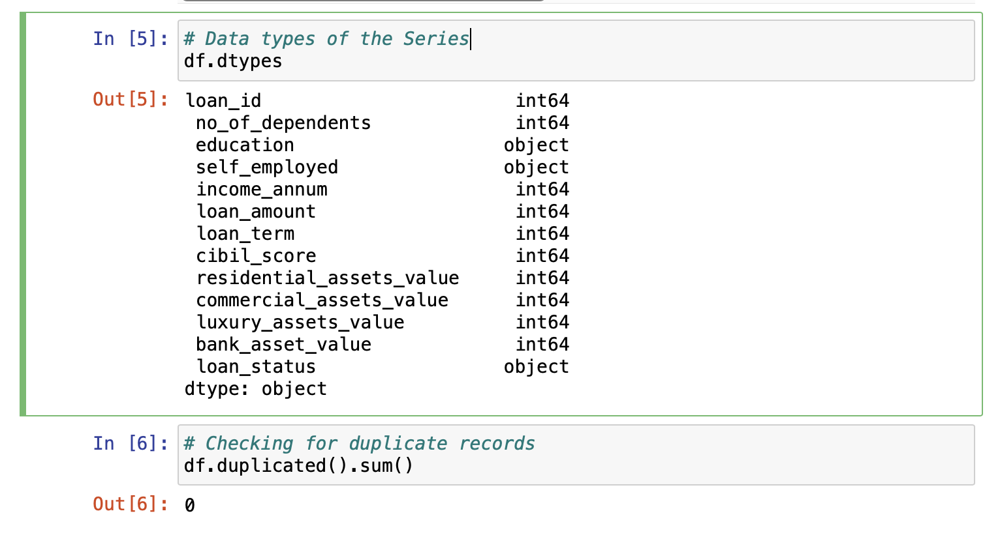 In [5]: # Data types of the Series
df.dtypes
Out[5]: loan_id                        int64
 no_of_dependents              int64
 education                    object
 self_employed                object
 income_annum                  int64
 loan_amount                   int64
 loan_term                     int64
 cibil_score                   int64
 residential_assets_value      int64
 commercial_assets_value       int64
 luxury_assets_value           int64
 bank_asset_value              int64
 loan_status                  object
dtype: object
In [6]: # Checking for duplicate records
df.duplicated().sum()
Out[6]: 0